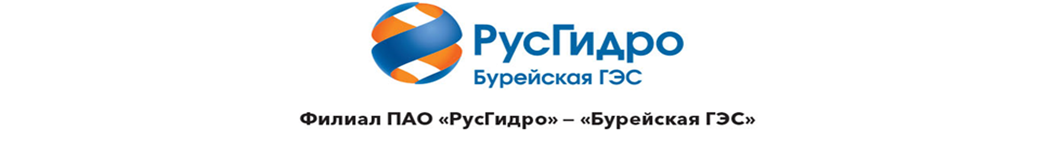 РусГидро
Бурейская ГЭС
Филиал ПАО «РусГидро» — «Бурейская ГЭС»